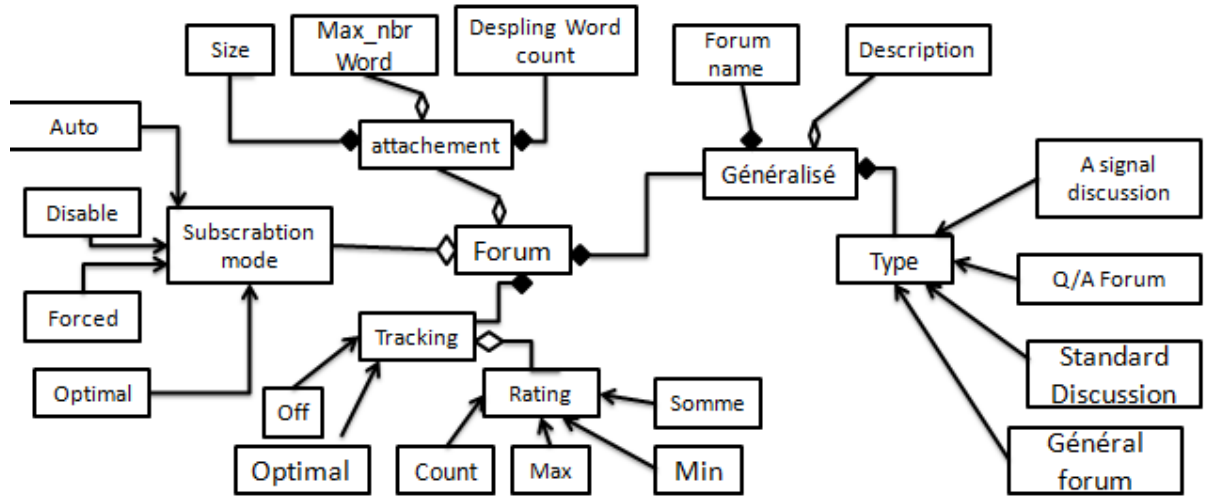 Size
Max_nbr
Word
Despling Word
count
Forum
name
Description
Auto
attachement
Généralisé
A signal
discussion
Disable
Subscrabtion
mode
Forum
Type
Q/A Forum
Forced
Tracking
Standard
Discussion
Optimal
Off
Rating
Somme
Optimal
Count
Max
Min
Général
forum